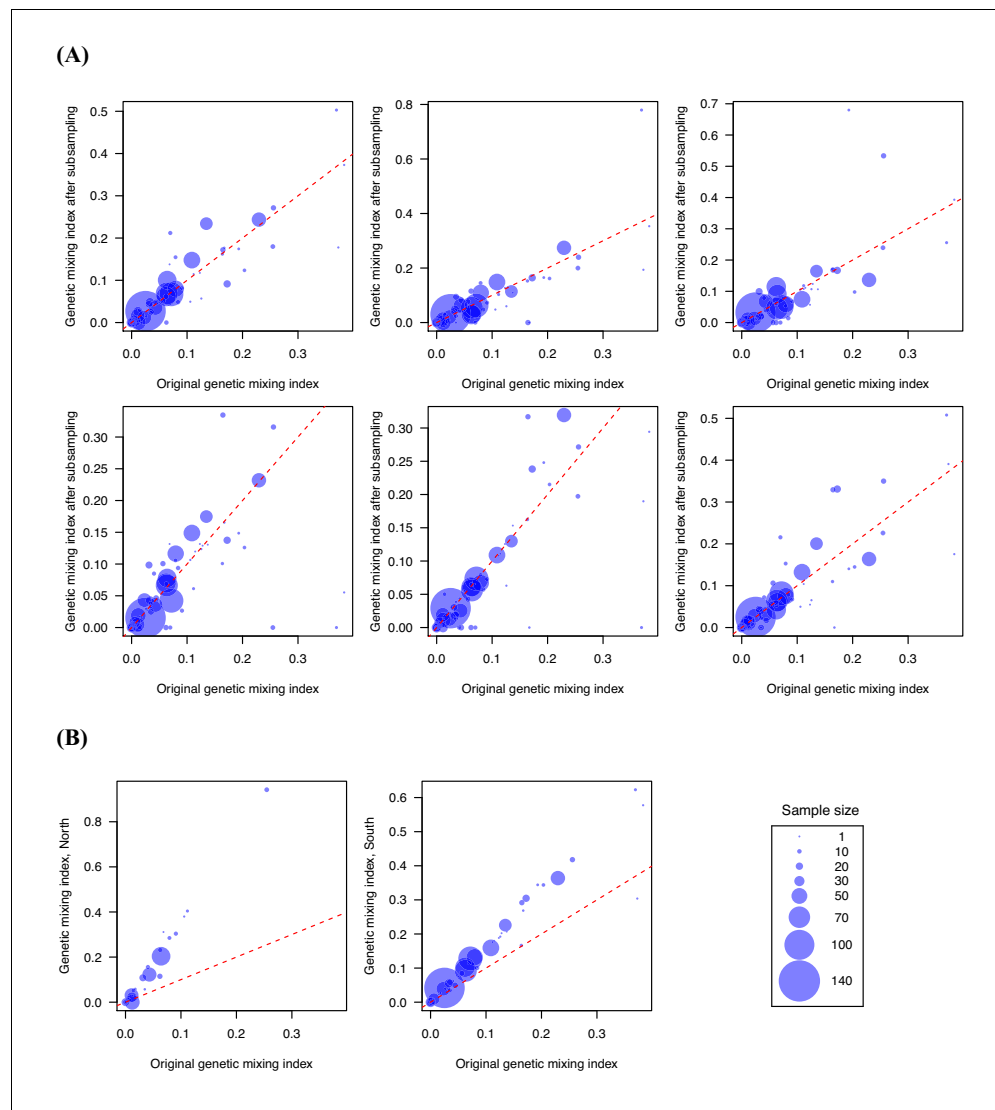 (A)
Genetic mixing index after subsampling
0.5
0.4
0.3
0.2
0.1
0.0
0.0 0.1 0.2 0.3
Original genetic mixing index
Genetic mixing index after subsampling
0.8
0.6
0.4
0.2
0.0
0.0 0.1 0.2 0.3
Original genetic mixing index
Genetic mixing index after subsampling
0.7
0.6
0.5
0.4
0.3
0.2
0.1
0.0
0.0 0.1 0.2 0.3
Original genetic mixing index
Genetic mixing index after subsampling
0.30
0.25
0.20
0.15
0.10
0.05
0.00
0.0 0.1 0.2 0.3
Original genetic mixing index
Genetic mixing index after subsampling
0.30
0.25
0.20
0.15
0.10
0.05
0.00
0.0 0.1 0.2 0.3
Original genetic mixing index
Genetic mixing index after subsampling
0.5
0.4
0.3
0.2
0.1
0.0
0.0 0.1 0.2 0.3
Original genetic mixing index
(B)
Genetic mixing index, North
0.8
0.6
0.4
0.2
0.0
0.0 0.1 0.2 0.3
Original genetic mixing index
Genetic mixing index, South
0.6
0.5
0.4
0.3
0.2
0.1
0.0
0.0 0.1 0.2 0.3
Original genetic mixing index
Sample size
1
10
20
30
50
70
100
140